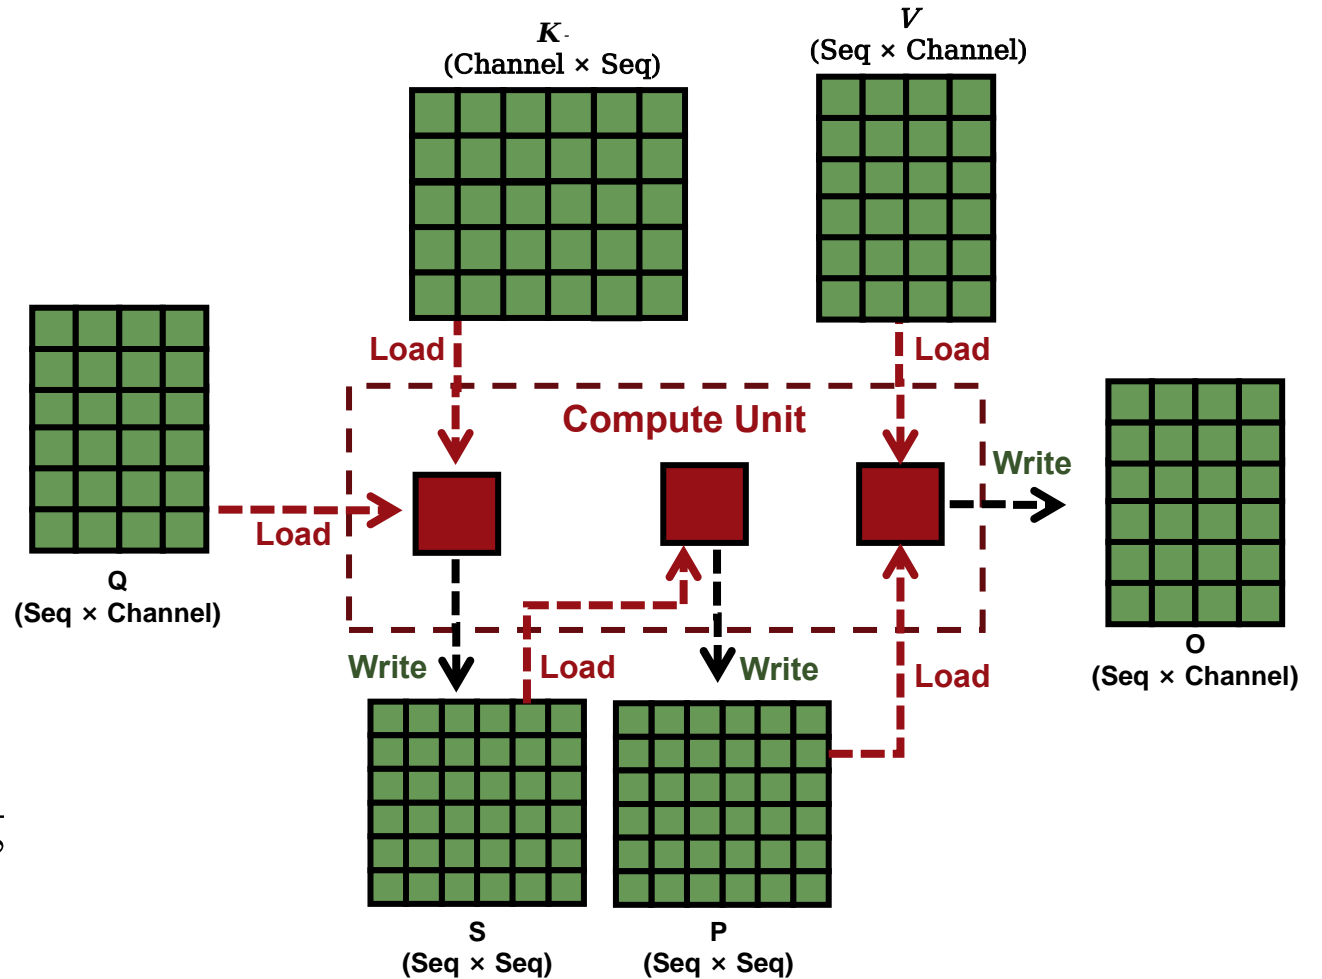 K
(Channel × Seq)
V
(Seq × Channel)
Load
Load
Compute Unit
Write
Load
Q
(Seq × Channel)
Write
Load
Write
Load
O
(Seq × Channel)
S
(Seq × Seq)
P
(Seq × Seq)